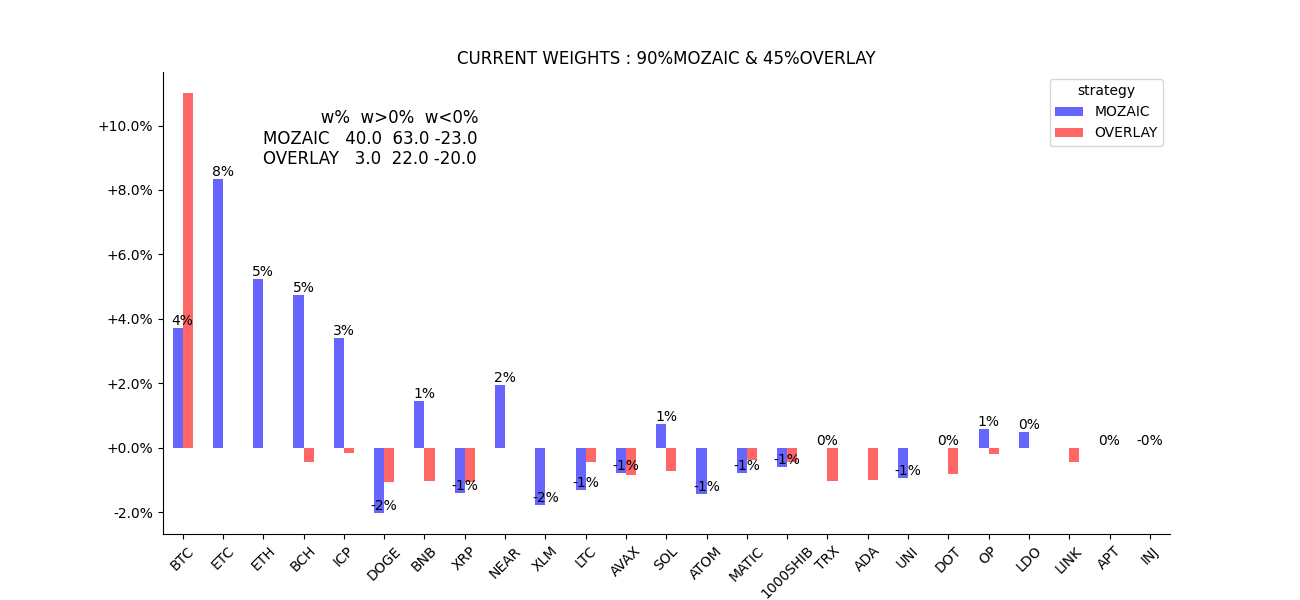 CURRENT WEIGHTS : 90%MOZAIC & 45%OVERLAY
strategy
MOZAIC
OVERLAY
w% w>0% w<0%
MOZAIC 40.0 63.0 -23.0
OVERLAY 3.0 22.0 -20.0
+10.0%
+8.0%
+6.0%
+4.0%
+2.0%
+0.0%
-2.0%
4%
8%
5%
5%
3%
-2%
1%
-1%
2%
-2%
-1%
-1%
1%
-1%
-1%
-1%
0%
-1%
0%
1%
0%
0%
-0%
BTC
ETC
ETH
BCH
ICP
DOGE
BNB
XRP
NEAR
XLM
LTC
AVAX
SOL
ATOM
MATIC
1000SHIB
TRX
ADA
UNI
DOT
OP
LDO
LINK
APT
INJ